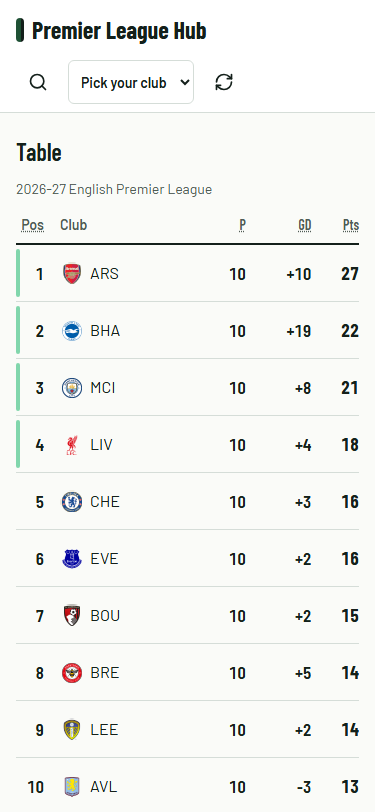 Premier League Hub
Pick your club
Table
2026-27 English Premier League
Pos Club P GD Pts
1 ARS 10 +10 27
2 BHA 10 +19 22
3 MCI 10 +8 21
4 LIV 10 +4 18
5 CHE 10 +3 16
6 EVE 10 +2 16
7 BOU 10 +2 15
8 BRE 10 +5 14
9 LEE 10 +2 14
10 AVL 10 -3 13